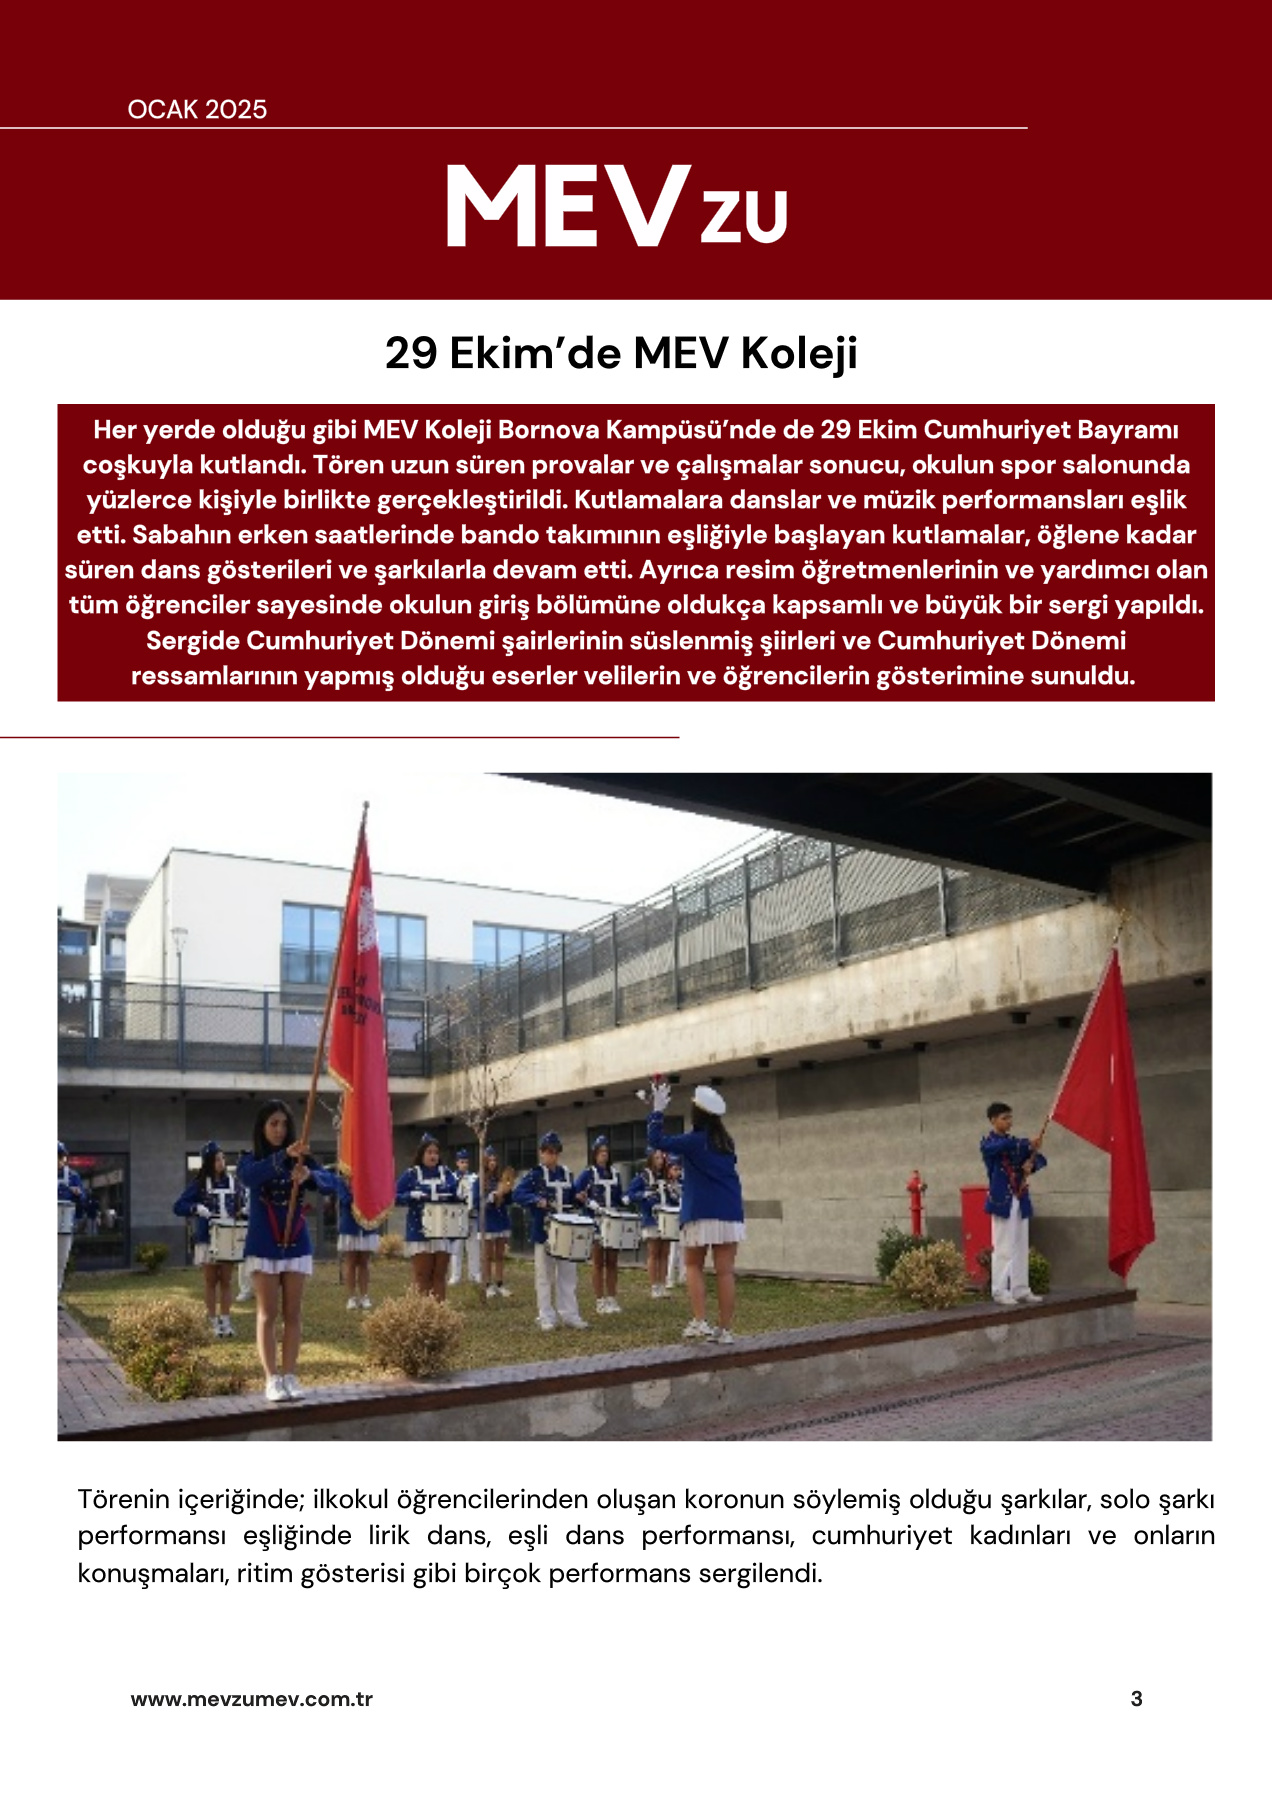 OCAK 2025
MEVzu
29 Ekim’de MEV Koleji
Her yerde olduğu gibi MEV Koleji Bornova Kampüsü’nde de 29 Ekim Cumhuriyet Bayramı
coşkuyla kutlandı. Tören uzun süren provalar ve çalışmalar sonucu, okulun spor salonunda
yüzlerce kişiyle birlikte gerçekleştirildi. Kutlamalara danslar ve müzik performansları eşlik
etti. Sabahın erken saatlerinde bando takımının eşliğiyle başlayan kutlamalar, öğlene kadar
süren dans gösterileri ve şarkılarla devam etti. Ayrıca resim öğretmenlerinin ve yardımcı olan
tüm öğrenciler sayesinde okulun giriş bölümüne oldukça kapsamlı ve büyük bir sergi yapıldı.
Sergide Cumhuriyet Dönemi şairlerinin süslenmiş şiirleri ve Cumhuriyet Dönemi
ressamlarının yapmış olduğu eserler velilerin ve öğrencilerin gösterimine sunuldu.
Törenin içeriğinde; ilkokul öğrencilerinden oluşan koronun söylemiş olduğu şarkılar, solo şarkı
performansı eşliğinde lirik dans, eşli dans performansı, cumhuriyet kadınları ve onların
konuşmaları, ritim gösterisi gibi birçok performans sergilendi.
www.mevzumev.com.tr
3